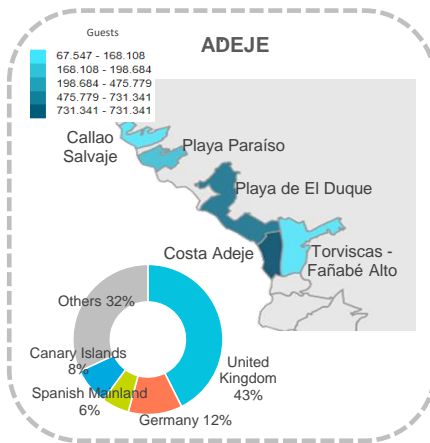 Guests
67.547 - 168.108
168.108 - 198.684
198.684 - 475.779
475.779 - 731.341
731.341 - 731.341
ADEJE
Callao
Salvaje
Playa Paraíso
Playa de El Duque
Costa Adeje
Torviscas -
Fañabé Alto
Others 32%
Canary Islands
8%
Spanish Mainland
6%
Germany 12%
United
Kingdom
43%